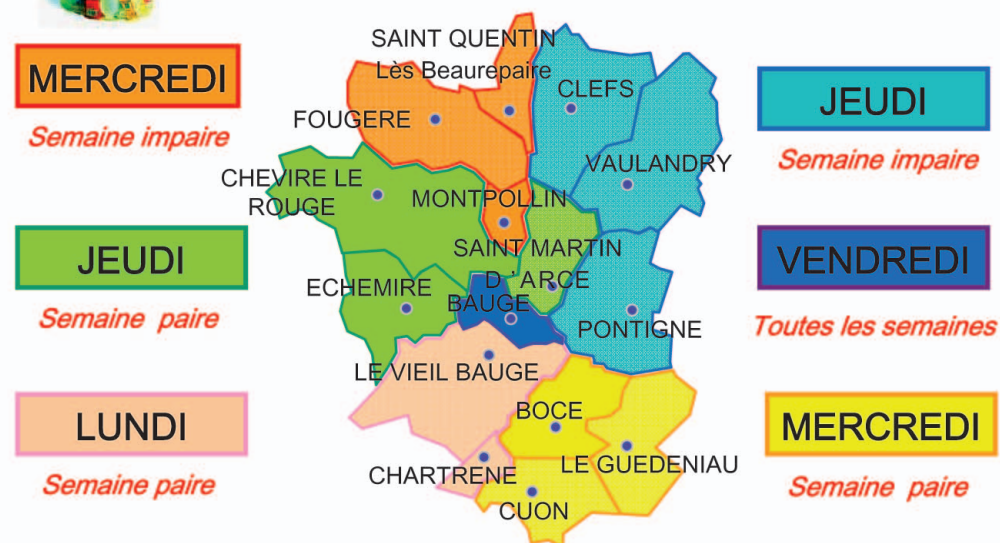 MERCREDI
Semaine impaire
JEUDI
Semaine paire
LUNDI
Semaine paire
SAINT QUENTIN
Lès Beaurepaire
CLEFS
FOUGERE
VAULANDRY
CHEVIRE LE
ROUGE
MONTPOLLIN
SAINT MARTIN
D ' ARCE
ECHEMIRE
BAUGE
PONTIGNE
LE VIEIL BAUGE
BOCE
CHARTRENE
LE GUEDENIAU
CUON
JEUDI
Semaine impaire
VENDREDI
Toutes les semaines
MERCREDI
Semaine paire